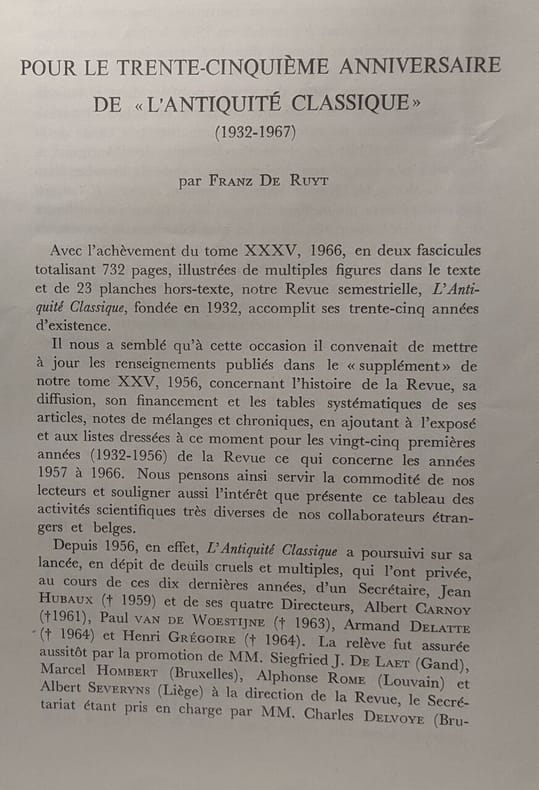 POUR LE TRENTE-CINQUIÈME ANNIVERSAIRE
DE «L'ANTIQUITÉ CLASSIQUE»
(1932-1967)
par Franz De Ruyt
Avec l'achèvement du tome XXXV, 1966, en deux fascicules
totalisant 732 pages, illustrées de multiples figures dans le texte
et de 23 planches hors-texte, notre Revue semestrielle, L'Anti-
quité Classique, fondée en 1932, accomplit ses trente-cinq années
d'existence.
Il nous a semblé qu'à cette occasion il convenait de mettre
à jour les renseignements publiés dans le «supplément» de
notre tome XXV, 1956, concernant l'histoire de la Revue, sa
diffusion, son financement et les tables systématiques de ses
articles, notes de mélanges et chroniques, en ajoutant à l'exposé
et aux listes dressées à ce moment pour les vingt-cinq premières
années (1932-1956) de la Revue ce qui concerne les années
1957 à 1966. Nous pensons ainsi servir la commodité de nos
lecteurs et souligner aussi l'intérêt que présente ce tableau des
activités scientifiques très diverses de nos collaborateurs étran-
gers et belges.
Depuis 1956, en effet, L'Antiquité Classique a poursuivi sur sa
lancée, en dépit de deuils cruels et multiples, qui l'ont privée,
au cours de ces dix dernières années, d'un Secrétaire, Jean
Hubaux († 1959) et de ses quatre Directeurs, Albert Carnoy
(†1961), Paul van de Woestijne († 1963), Armand Delatte
(† 1964) et Henri Grégoire († 1964). La relève fut assurée
aussitôt par la promotion de MM. Siegfried J. De Laet (Gand),
Marcel Hombert (Bruxelles), Alphonse Rome (Louvain) et
Albert Severyns (Liège) à la direction de la Revue, le Secré-
tariat étant pris en charge par MM. Charles Delvoye (Bru-